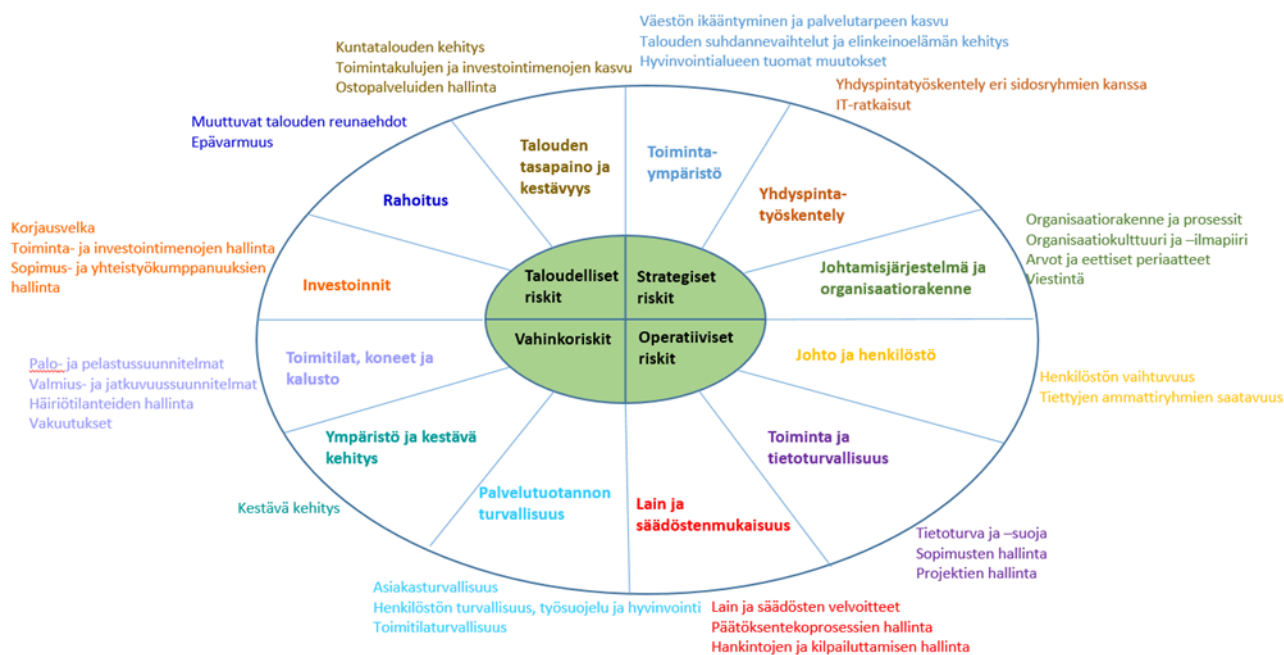 Väestön ikääntyminen ja palvelutarpeen kasvu
Talouden suhdannevaihtelut ja elinkeinoelämän kehitys
Hyvinvointialueen tuomat muutokset
Kuntatalouden kehitys
Toimintakulujen ja investointimenojen kasvu
Ostopalveluiden hallinta
Yhdyspintatyöskentely eri sidosryhmien kanssa
IT-ratkaisut
Muuttuvat talouden reunaehdot
Epävarmuus
Talouden
tasapaino ja
kestävyys
Toiminta-
ympäristö
Rahoitus
Yhdyspinta-
työskentely
Korjausvelka
Toiminta- ja investointimenojen hallinta
Sopimus- ja yhteistyökumppanuuksien
hallinta
Organisaatiorakenne ja prosessit
Organisaatiokulttuuri ja –ilmapiiri
Arvot ja eettiset periaatteet
Viestintä
Investoinnit
Taloudelliset
riskit
Strategiset
riskit
Johtamisjärjestelmä ja
organisaatiorakenne
Vahinkoriskit
Operatiiviset
riskit
Toimitilat, koneet ja
kalusto
Johto ja henkilöstö
Palo- ja pelastussuunnitelmat
Valmius- ja jatkuvuussuunnitelmat
Häiriötilanteiden hallinta
Vakuutukset
Henkilöstön vaihtuvuus
Tiettyjen ammattiryhmien saatavuus
Ympäristö ja kestävä
kehitys
Toiminta ja
tietoturvallisuus
Palvelutuotannon
turvallisuus
Lain ja
säädöstenmukaisuus
Kestävä kehitys
Tietoturva ja –suoja
Sopimusten hallinta
Projektien hallinta
Asiakasturvallisuus
Henkilöstön turvallisuus, työsuojelu ja hyvinvointi
Toimitilaturvallisuus
Lain ja säädösten velvoitteet
Päätöksentekoprosessien hallinta
Hankintojen ja kilpailuttamisen hallinta